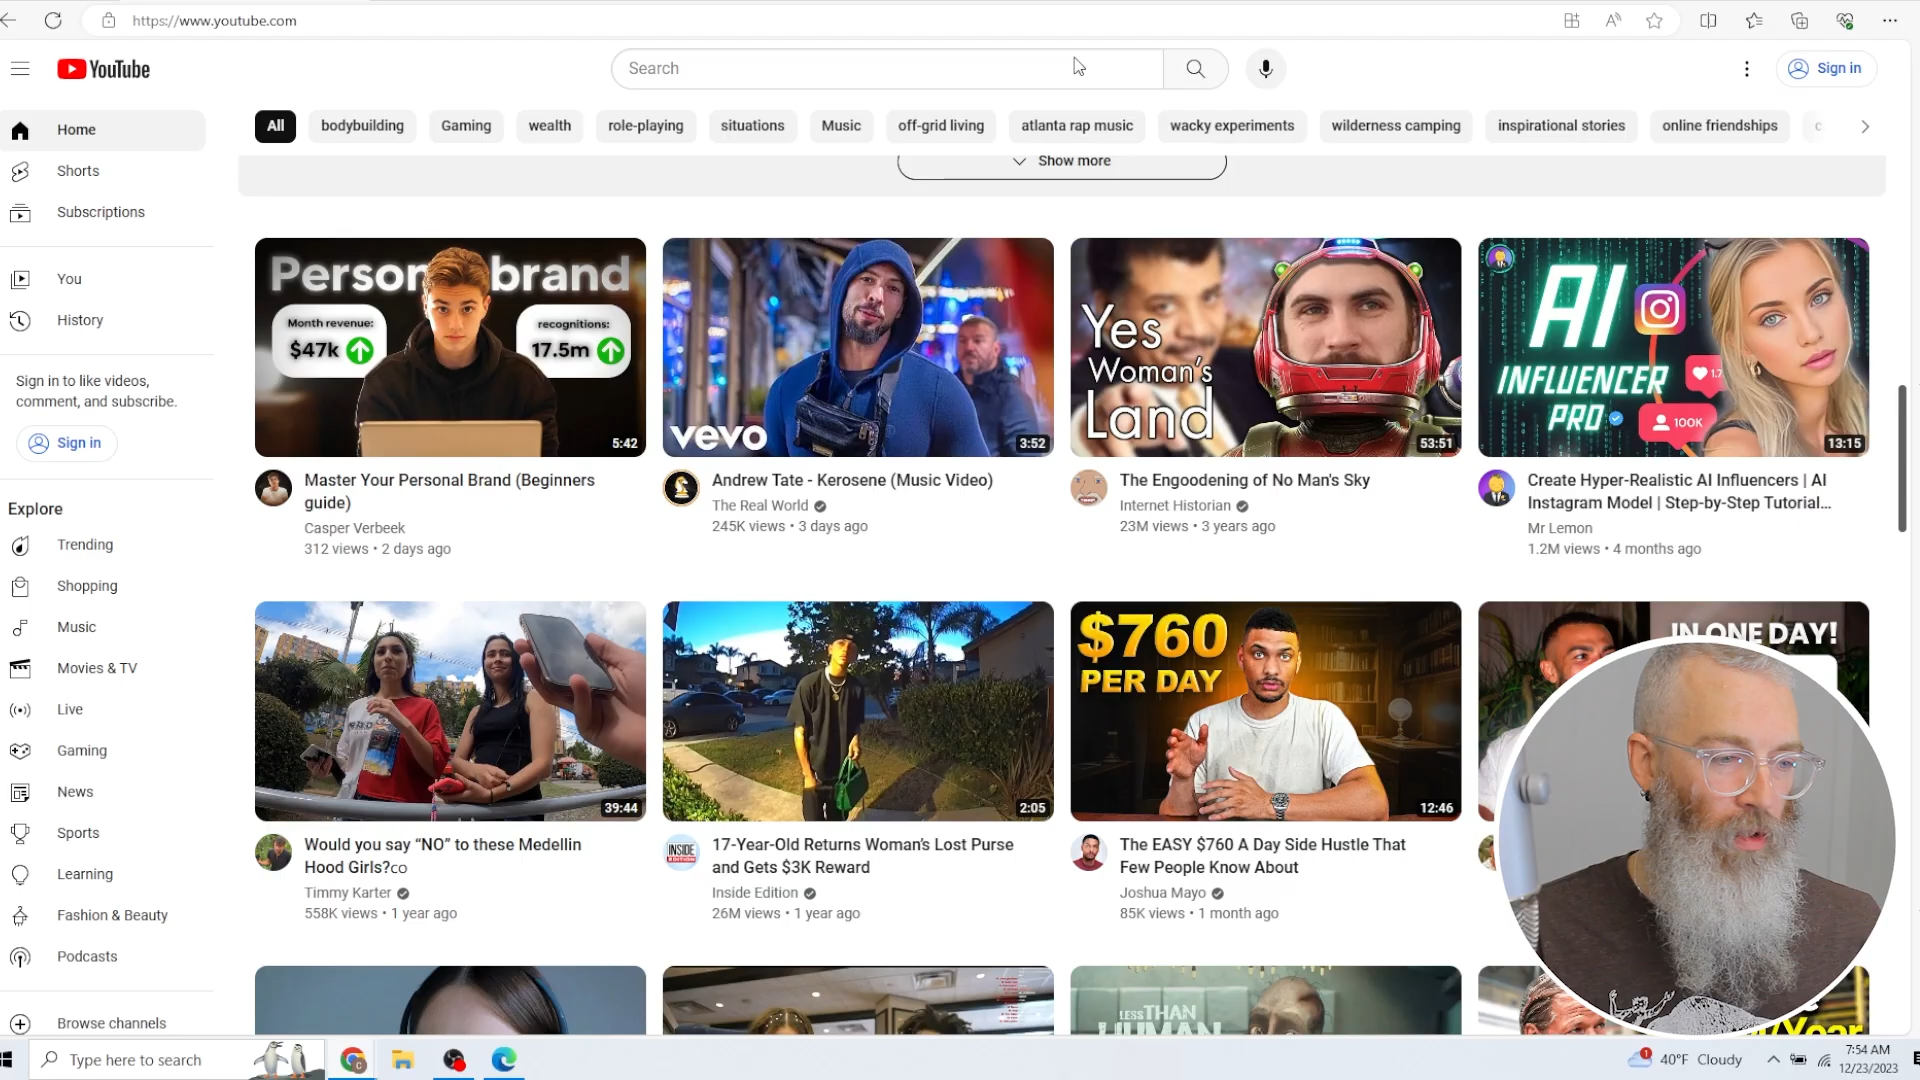 https://www.youtube.com
YouTube
Search
Sign in
Home
Shorts
Subscriptions
You
History
Sign in to like videos,
comment, and subscribe.
Sign in
Explore
Trending
Shopping
Music
Movies & TV
Live
Gaming
News
Sports
Learning
Fashion & Beauty
Podcasts
Browse channels
All
bodybuilding
Gaming
wealth
role-playing
situations
Music
off-grid living
atlanta rap music
wacky experiments
wilderness camping
inspirational stories
online friendships
Show more
Person brand
Month revenue:
$47k
recognitions:
17.5m
5:42
Master Your Personal Brand (Beginners
guide)
Casper Verbeek
312 views • 2 days ago
vevo
3:52
Andrew Tate - Kerosene (Music Video)
The Real World
245K views • 3 days ago
Yes
Woman's
Land
53:51
The Engoodening of No Man's Sky
Internet Historian
23M views • 3 years ago
AI
INFLUENCER
PRO
1.7
100K
13:15
Create Hyper-Realistic AI Influencers | AI
Instagram Model | Step-by-Step Tutorial...
Mr Lemon
1.2M views • 4 months ago
39:44
Would you say “NO” to these Medellin
Hood Girls?co
Timmy Karter
558K views • 1 year ago
2:05
17-Year-Old Returns Woman’s Lost Purse
and Gets $3K Reward
INSIDE
EDITION
Inside Edition
26M views • 1 year ago
$760
PER DAY
12:46
The EASY $760 A Day Side Hustle That
Few People Know About
Joshua Mayo
85K views • 1 month ago
IN ONE DAY!
LESS THAN
HUMAN
/Year
Type here to search
1
40°F Cloudy
7:54 AM
12/23/2023